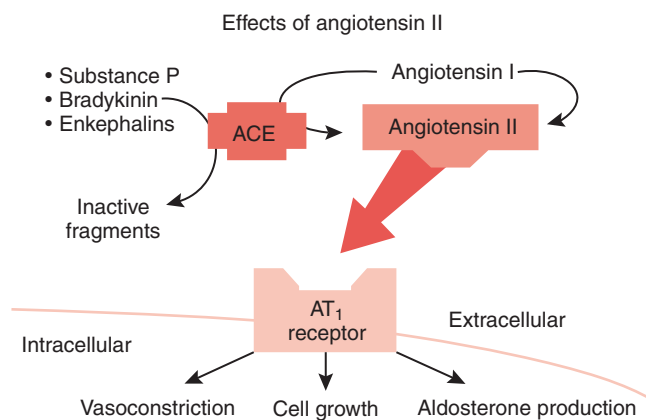 Effects of angiotensin II
• Substance P
• Bradykinin
• Enkephalins
Angiotensin I
ACE
Angiotensin II
Inactive
fragments
AT₁
receptor
Extracellular
Intracellular
Vasoconstriction
Cell growth
Aldosterone production